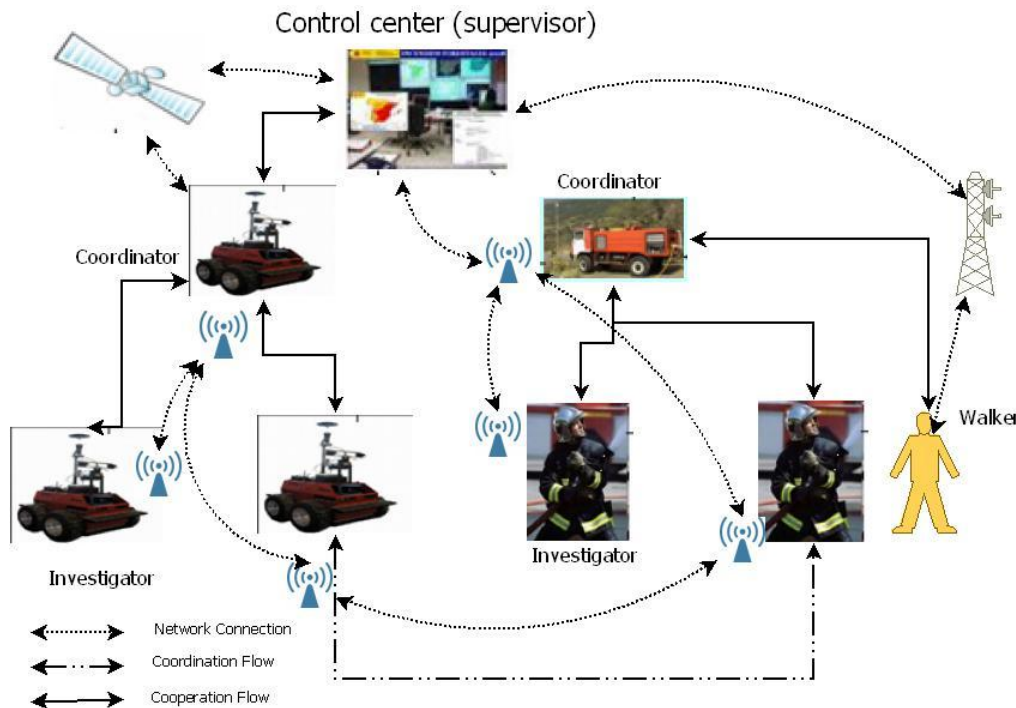 Control center (supervisor)
Coordinator
Coordinator
Walker
Investigator
Investigator
Network Connection
Coordination Flow
Cooperation Flow